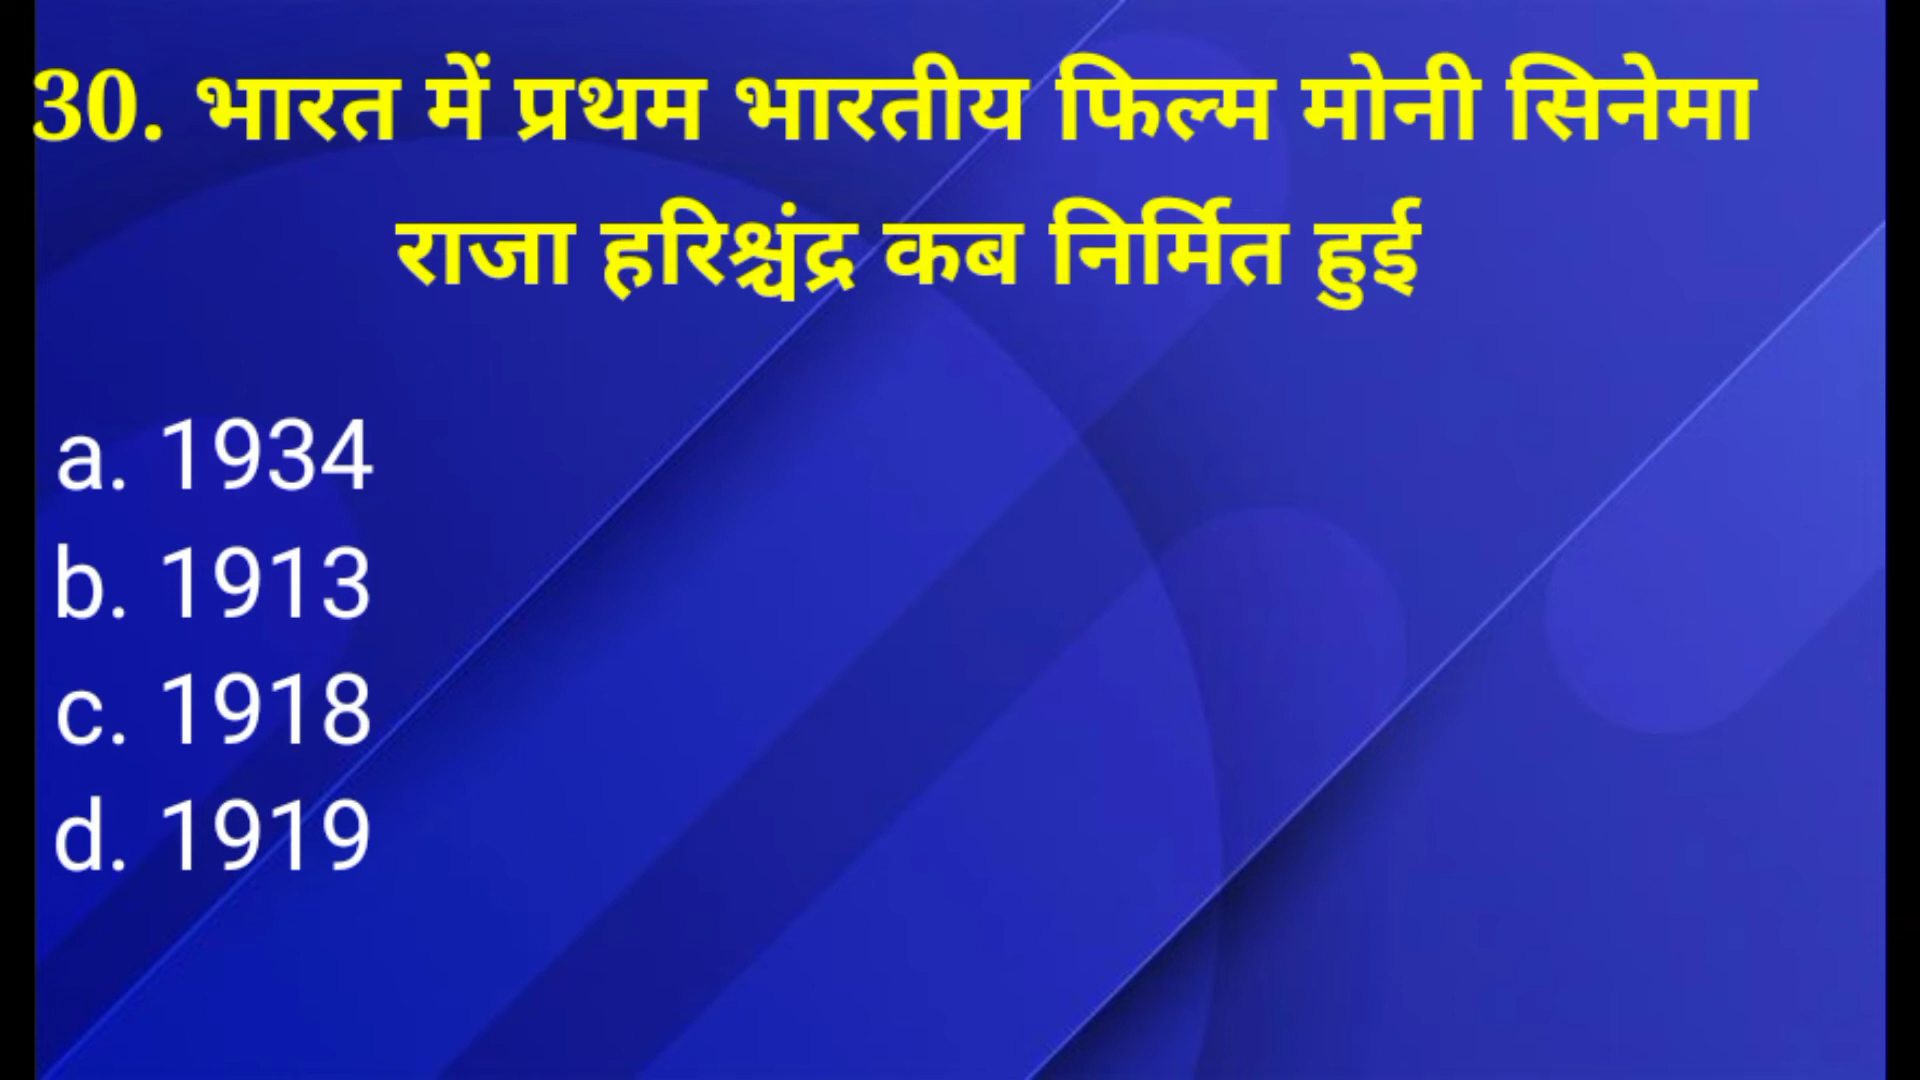 30. भारत में प्रथम भारतीय फिल्म मोनी सिनेमा
राजा हरिश्चंद्र कब निर्मित हुई
a. 1934
b. 1913
c. 1918
d. 1919